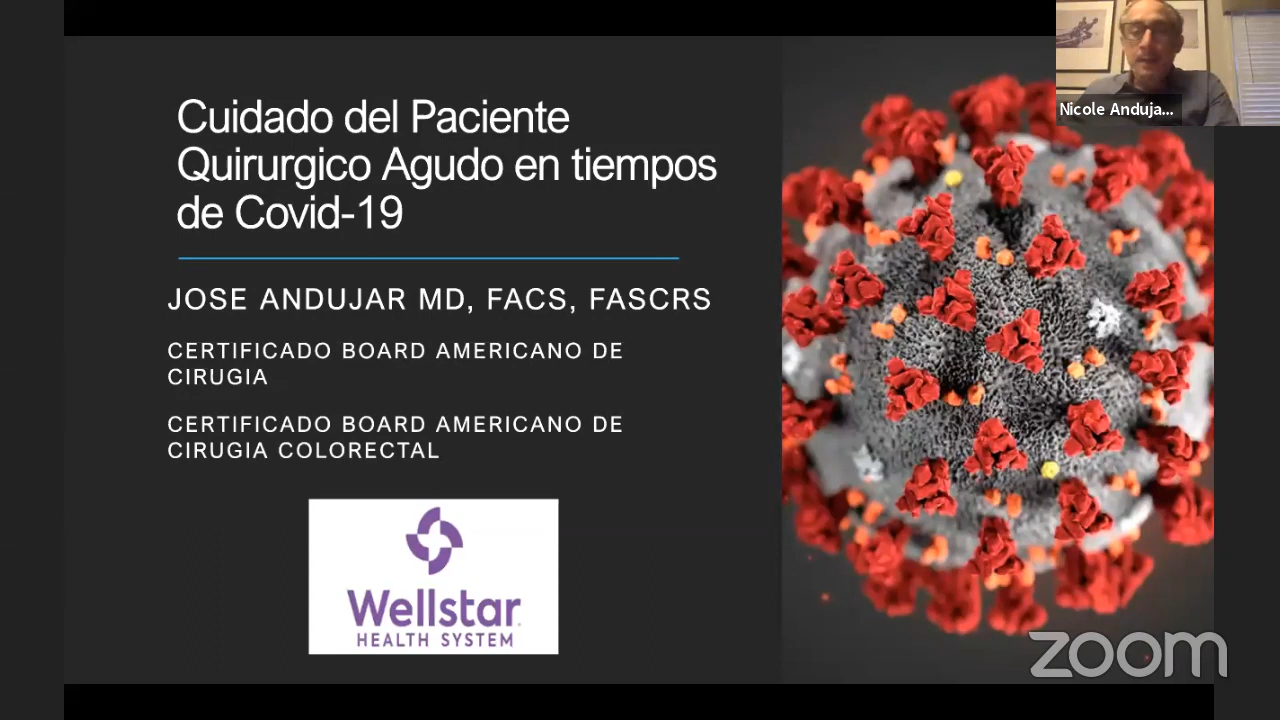 Cuidado del Paciente
Quirurgico Agudo en tiempos
de Covid-19
JOSE ANDUJAR MD, FACS, FASCRS
CERTIFICADO BOARD AMERICANO DE
CIRUGIA
CERTIFICADO BOARD AMERICANO DE
CIRUGIA COLORECTAL
Wellstar
HEALTH SYSTEM
Nicole Anduja...
zoom